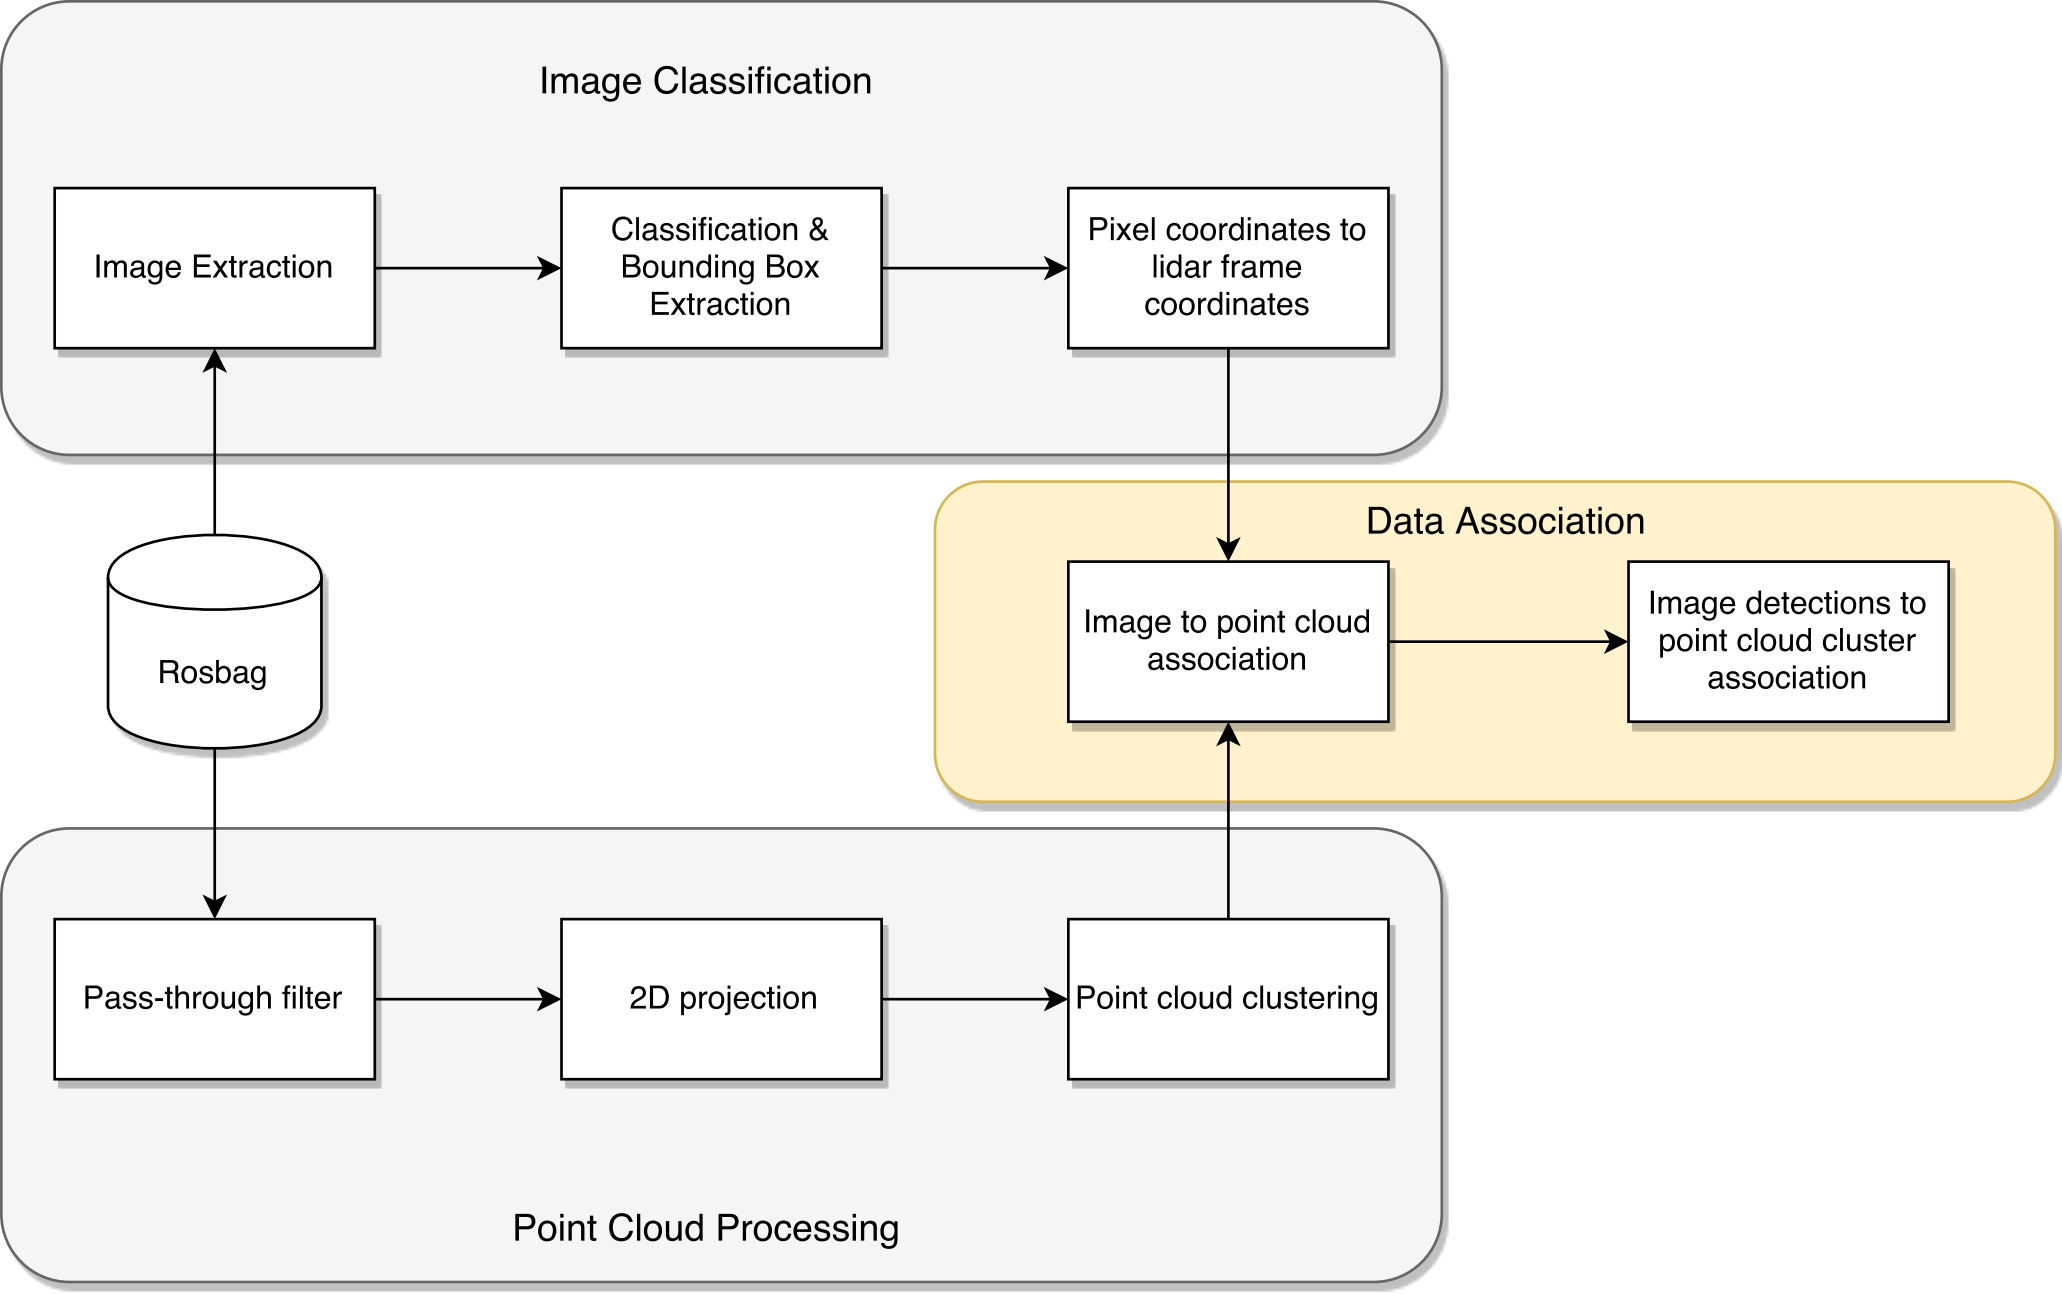 Image Classification
Image Extraction
Classification &
Bounding Box
Extraction
Pixel coordinates to
lidar frame
coordinates
Rosbag
Data Association
Image to point cloud
association
Image detections to
point cloud cluster
association
Pass-through filter
2D projection
Point cloud clustering
Point Cloud Processing